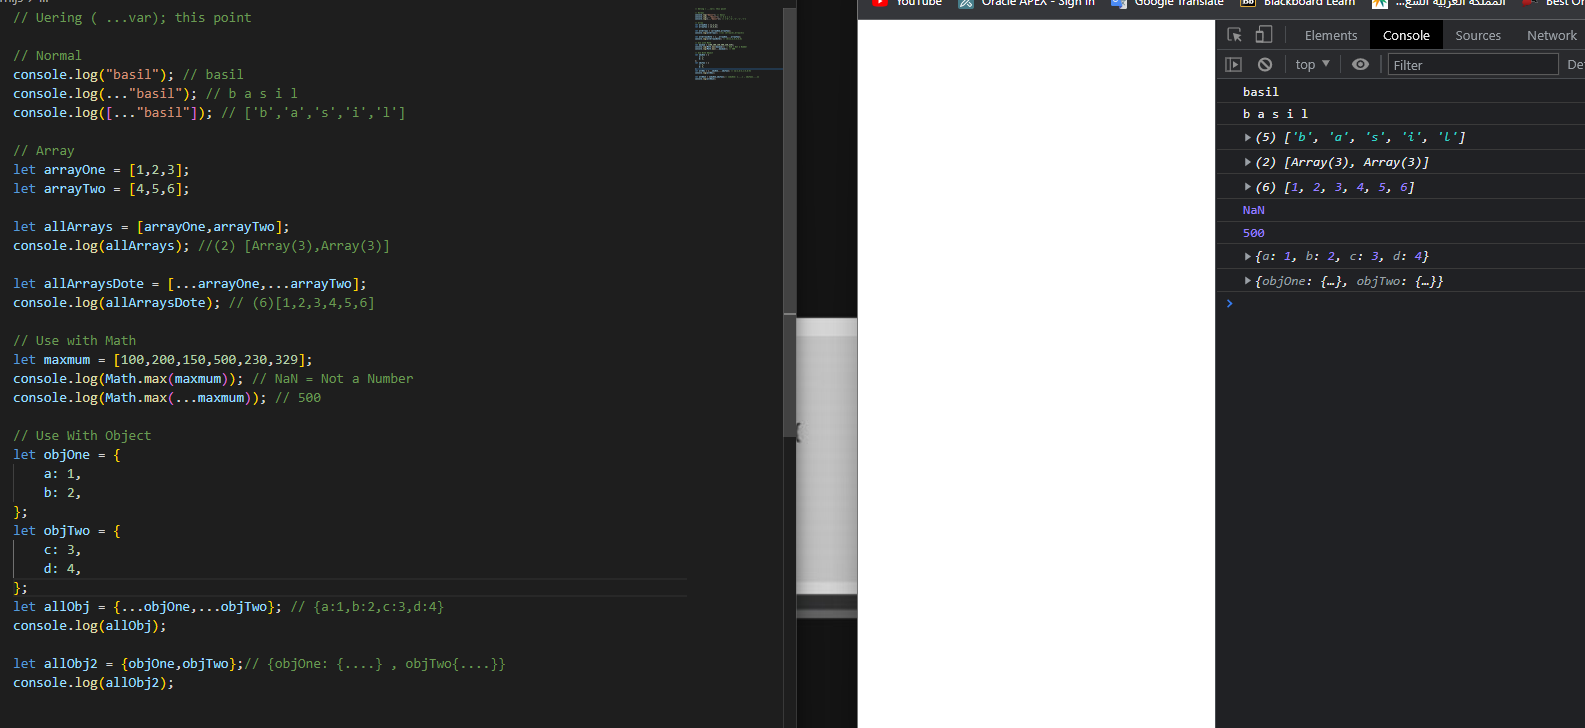 // Uering ( ...var); this point
// Normal
console.log("basil"); // basil
console.log(..."basil"); // b a s i l
console.log([..."basil"]); // ['b','a','s','i','l']
// Array
let arrayOne = [1,2,3];
let arrayTwo = [4,5,6];
let allArrays = [arrayOne,arrayTwo];
console.log(allArrays); //(2) [Array(3),Array(3)]
let allArraysDote = [...arrayOne,...arrayTwo];
console.log(allArraysDote); // (6)[1,2,3,4,5,6]
// Use with Math
let maxmum = [100,200,150,500,230,329];
console.log(Math.max(maxmum)); // NaN = Not a Number
console.log(Math.max(...maxmum)); // 500
// Use With Object
let objOne = {
    a: 1,
    b: 2,
};
let objTwo = {
    c: 3,
    d: 4,
};
let allObj = {...objOne,...objTwo}; // {a:1,b:2,c:3,d:4}
console.log(allObj);
let allObj2 = {objOne,objTwo};// {objOne: {....} , objTwo{....}}
console.log(allObj2);
YouTube Oracle APEX - Sign In Google Translate Bb Blackboard Learn المملكة العربية السع... Best On
Elements Console Sources Network
top Filter De
basil
b a s i l
(5) ['b', 'a', 's', 'i', 'l']
(2) [Array(3), Array(3)]
(6) [1, 2, 3, 4, 5, 6]
NaN
500
{a: 1, b: 2, c: 3, d: 4}
{objOne: {…}, objTwo: {…}}